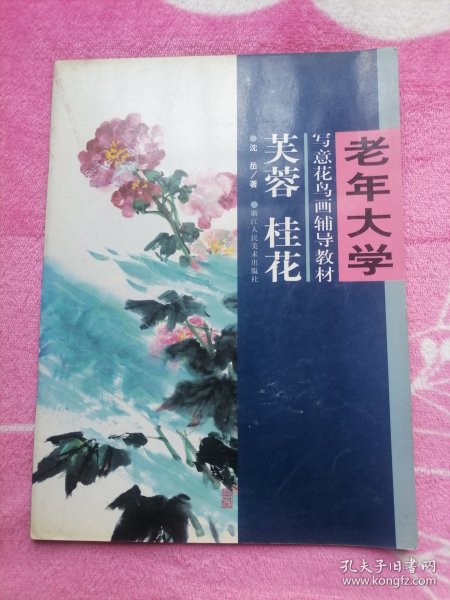 老年大学
写意花鸟画辅导教材
芙蓉 桂花
●沈岳/著●浙江人民美术出版社
孔夫子旧书网
www.kongfz.com